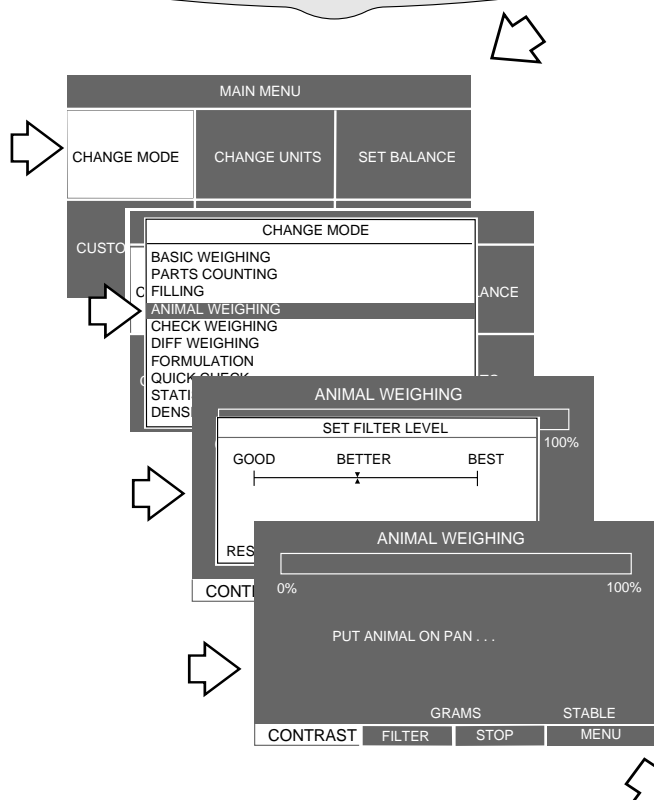 MAIN MENU
CHANGE MODE CHANGE UNITS SET BALANCE
CHANGE MODE
BASIC WEIGHING
PARTS COUNTING
FILLING
ANIMAL WEIGHING
CHECK WEIGHING
DIFF WEIGHING
FORMULATION
ANIMAL WEIGHING
100%
SET FILTER LEVEL
GOOD BETTER BEST
ANIMAL WEIGHING
0% 100%
PUT ANIMAL ON PAN . . .
GRAMS STABLE
CONTRAST FILTER STOP MENU